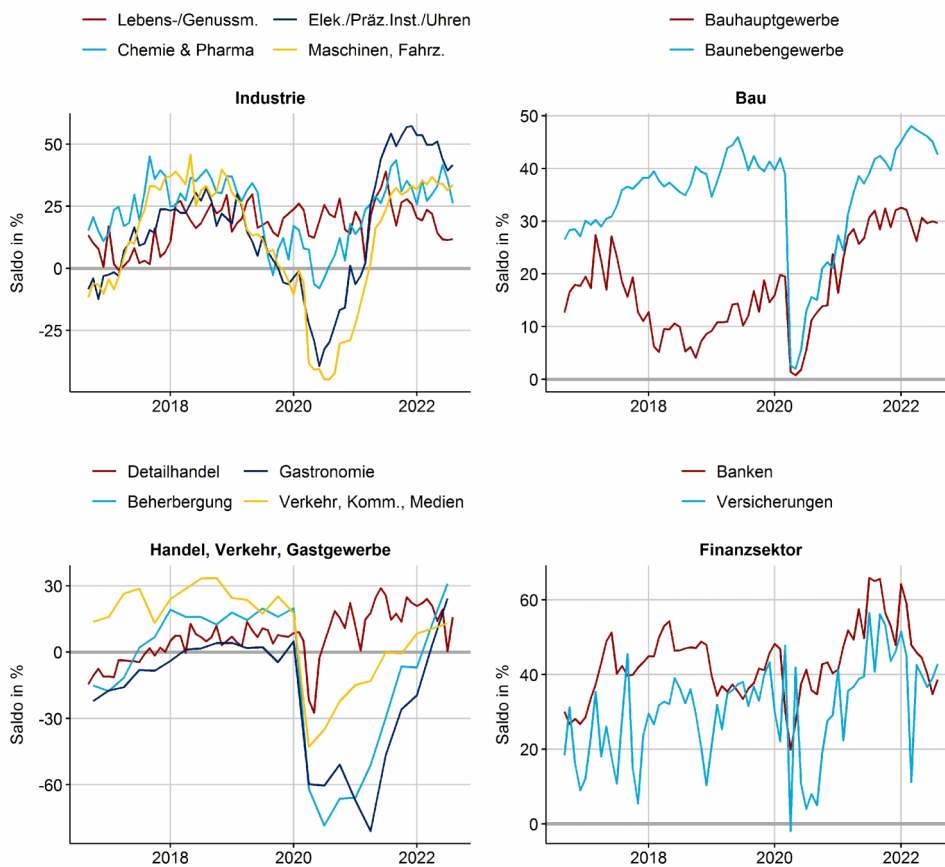 Lebens-/Genussm.
Elek./Präz.Inst./Uhren
Chemie & Pharma
Maschinen, Fahrz.
Industrie
Saldo in %
50
25
0
-25
2018
2020
2022
Bauhauptgewerbe
Baunebengewerbe
Bau
Saldo in %
50
40
30
20
10
0
2018
2020
2022
Detailhandel
Gastronomie
Beherbergung
Verkehr, Komm., Medien
Handel, Verkehr, Gastgewerbe
Saldo in %
30
0
-30
-60
2018
2020
2022
Banken
Versicherungen
Finanzsektor
Saldo in %
60
40
20
0
2018
2020
2022